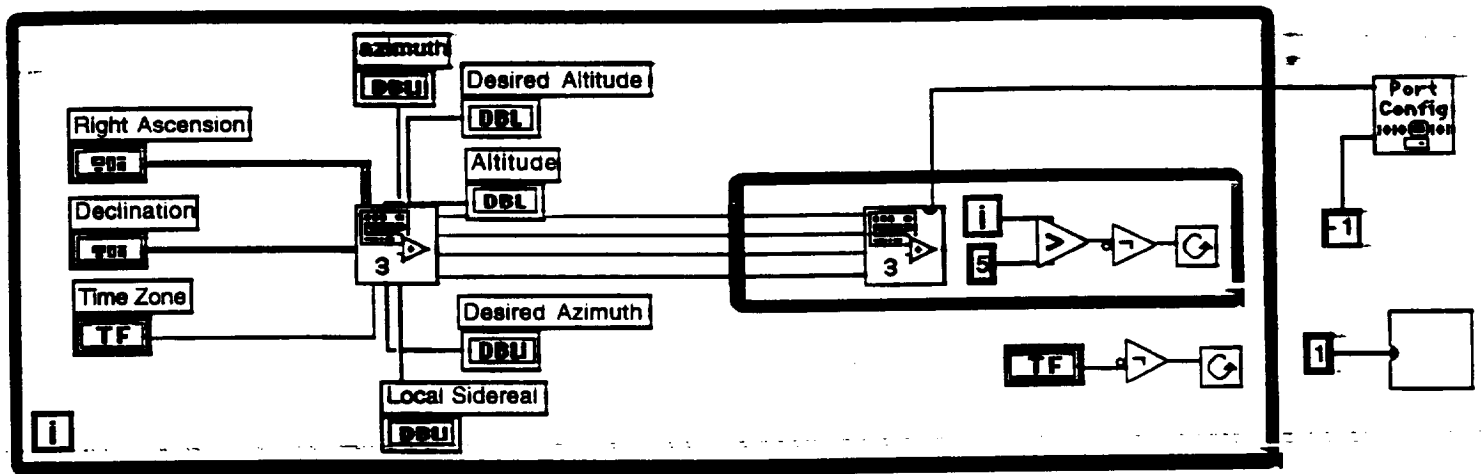 azimuth
DBL
Desired Altitude
DBL
Right Ascension
Altitude
DBL
Declination
3
Time Zone
TF
Desired Azimuth
DBL
Local Sidereal
DBL
i
3
i
5
>
TF
Port
Config
-1
1